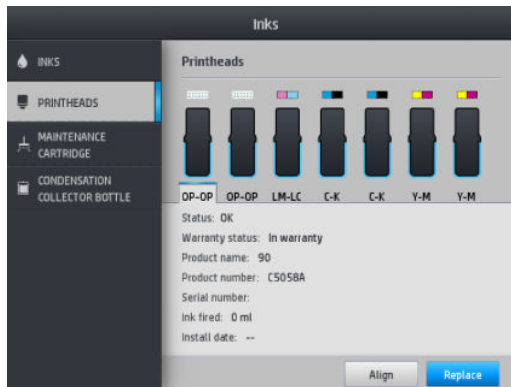 Inks
INKS
PRINTHEADS
MAINTENANCE
CARTRIDGE
CONDENSATION
COLLECTOR BOTTLE
Printheads
OP-OP OP-OP LM-LC C-K C-K Y-M Y-M
Status: OK
Warranty status: In warranty
Product name: 90
Product number: C5058A
Serial number:
Ink fired: 0 ml
Install date: --
Align Replace